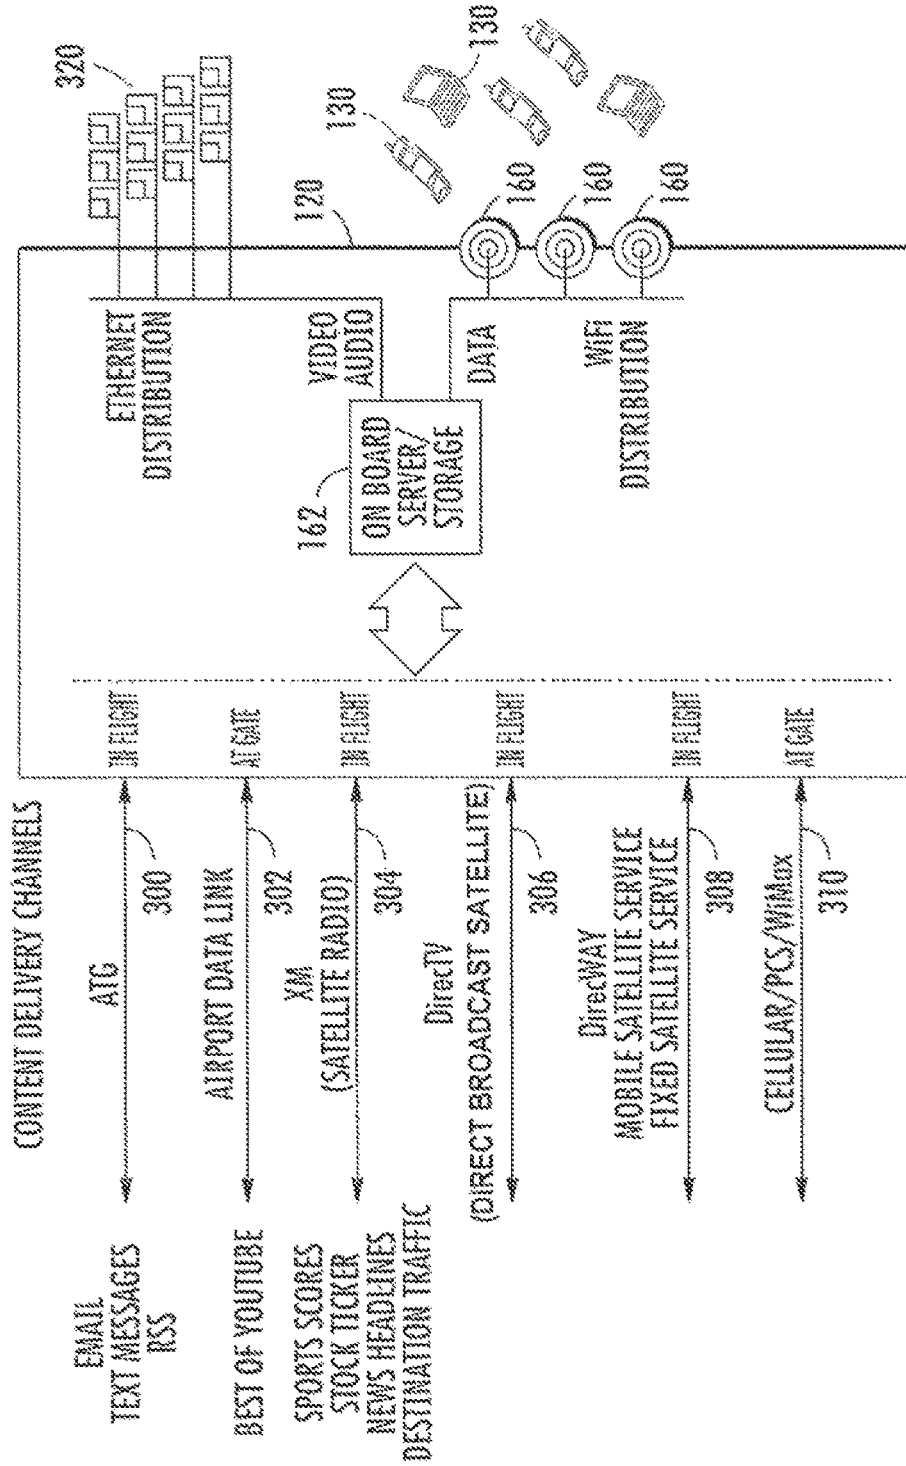 CONTENT DELIVERY CHANNELS
EMAIL
TEXT MESSAGES
RSS
ATG
300
IN FLIGHT
BEST OF YOUTUBE
AIRPORT DATA LINK
302
AT GATE
SPORTS SCORES
STOCK TICKER
NEWS HEADLINES
DESTINATION TRAFFIC
XM
(SATELLITE RADIO)
304
IN FLIGHT
DirecTV
(DIRECT BROADCAST SATELLITE)
306
IN FLIGHT
DirecWAY
MOBILE SATELLITE SERVICE
FIXED SATELLITE SERVICE
308
IN FLIGHT
CELLULAR/PCS/WiMax
310
AT GATE
162
ON BOARD
SERVER/
STORAGE
ETHERNET
DISTRIBUTION
VIDEO
AUDIO
DATA
WiFi
DISTRIBUTION
320
120
130
130
160
160
160